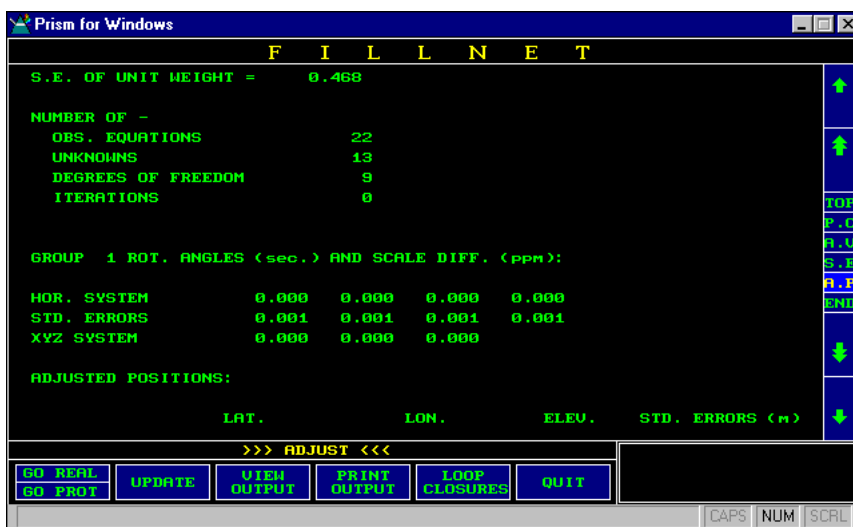 Prism for Windows
F I L L N E T
S.E. OF UNIT WEIGHT = 0.468
NUMBER OF -
OBS. EQUATIONS 22
UNKNOWNS 13
DEGREES OF FREEDOM 9
ITERATIONS 0
GROUP 1 ROT. ANGLES (sec.) AND SCALE DIFF. (ppm):
HOR. SYSTEM 0.000 0.000 0.000 0.000
STD. ERRORS 0.001 0.001 0.001 0.001
XYZ SYSTEM 0.000 0.000 0.000
ADJUSTED POSITIONS:
LAT. LON. ELEV. STD. ERRORS (m)
TOP
P.C
A.V
S.E
A.P
END
>>> ADJUST <<<
GO REAL
GO PROT
UPDATE
VIEW
OUTPUT
PRINT
OUTPUT
LOOP
CLOSURES
QUIT
CAPS NUM SCRL